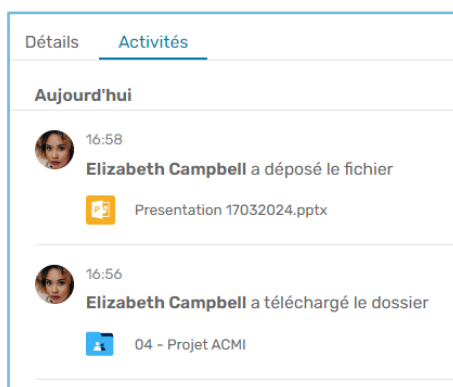 Détails Activités
Aujourd'hui
16:58
Elizabeth Campbell a déposé le fichier
Presentation 17032024.pptx
16:56
Elizabeth Campbell a téléchargé le dossier
04 - Projet ACMI